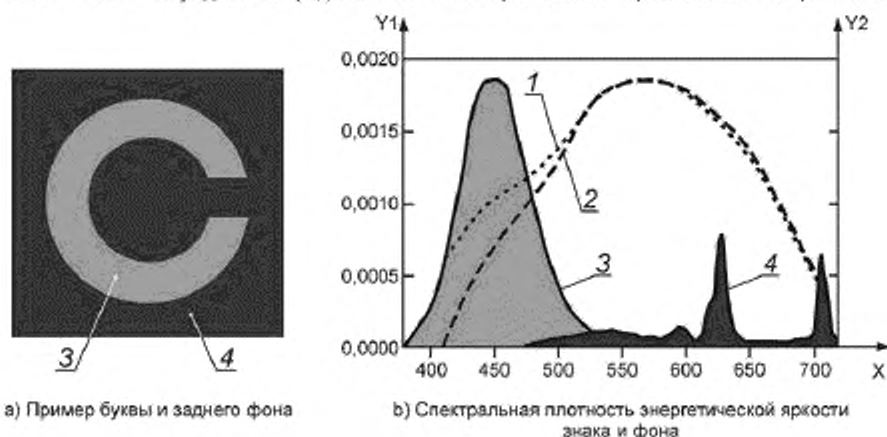 Y1
Y2
0,0020
0,0015
0,0010
0,0005
0,0000
1
2
3
4
400 450 500 550 600 650 700 X
3 4
а) Пример буквы и заднего фона
b) Спектральная плотность энергетической яркости
знака и фона